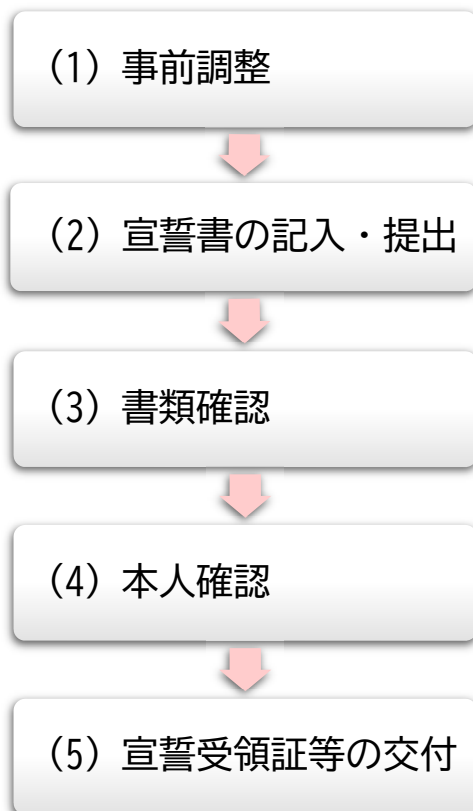 (1) 事前調整
(2) 宣誓書の記入・提出
(3) 書類確認
(4) 本人確認
(5) 宣誓受領証等の交付